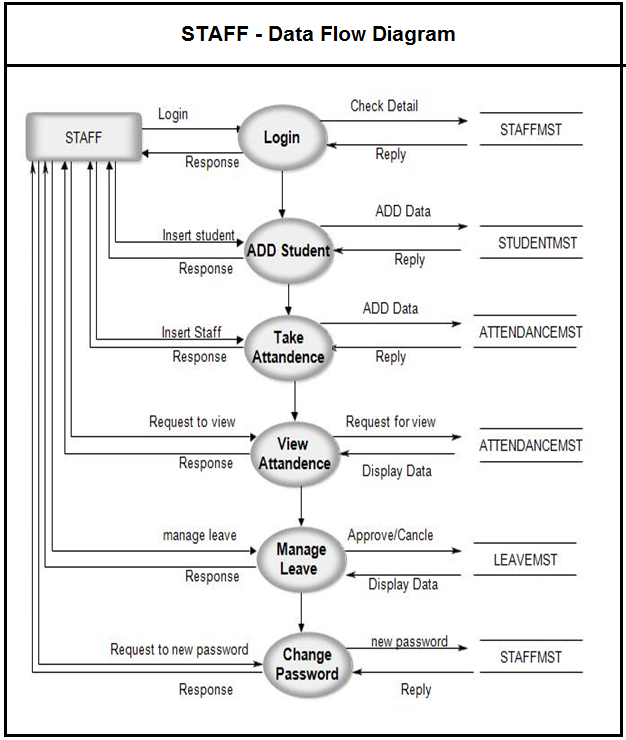 STAFF - Data Flow Diagram
STAFF
Login
Response
Login
Check Detail
Reply
STAFFMST
Insert student
Response
ADD Student
ADD Data
Reply
STUDENTMST
Insert Staff
Response
Take
Attandence
ADD Data
Reply
ATTENDANCEMST
Request to view
Response
View
Attandence
Request for view
Display Data
ATTENDANCEMST
manage leave
Response
Manage
Leave
Approve/Cancle
Display Data
LEAVEMST
Request to new password
Response
Change
Password
new password
Reply
STAFFMST